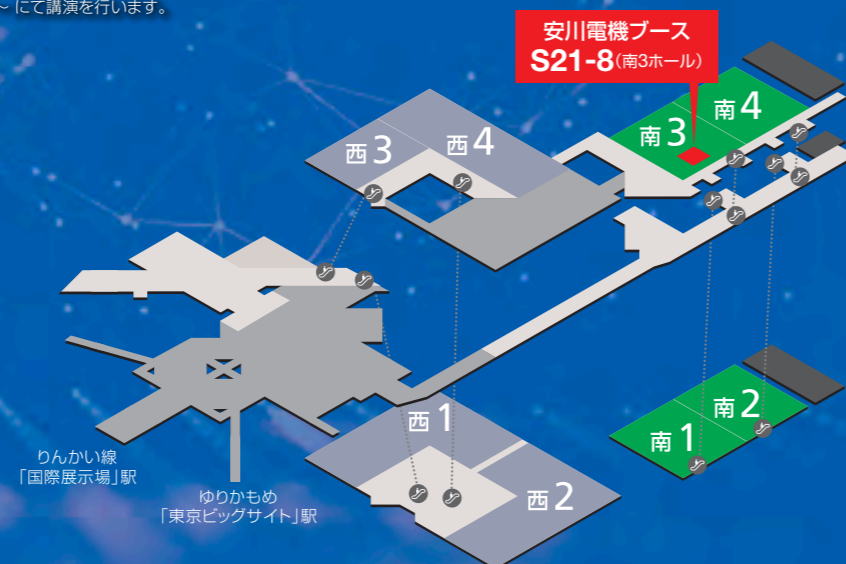 ～ にて講演を行います。
安川電機ブース
S21-8（南3ホール）
南4
南3
西3
西4
西1
西2
南2
南1
りんかい線
「国際展示場」駅
ゆりかもめ
「東京ビッグサイト」駅